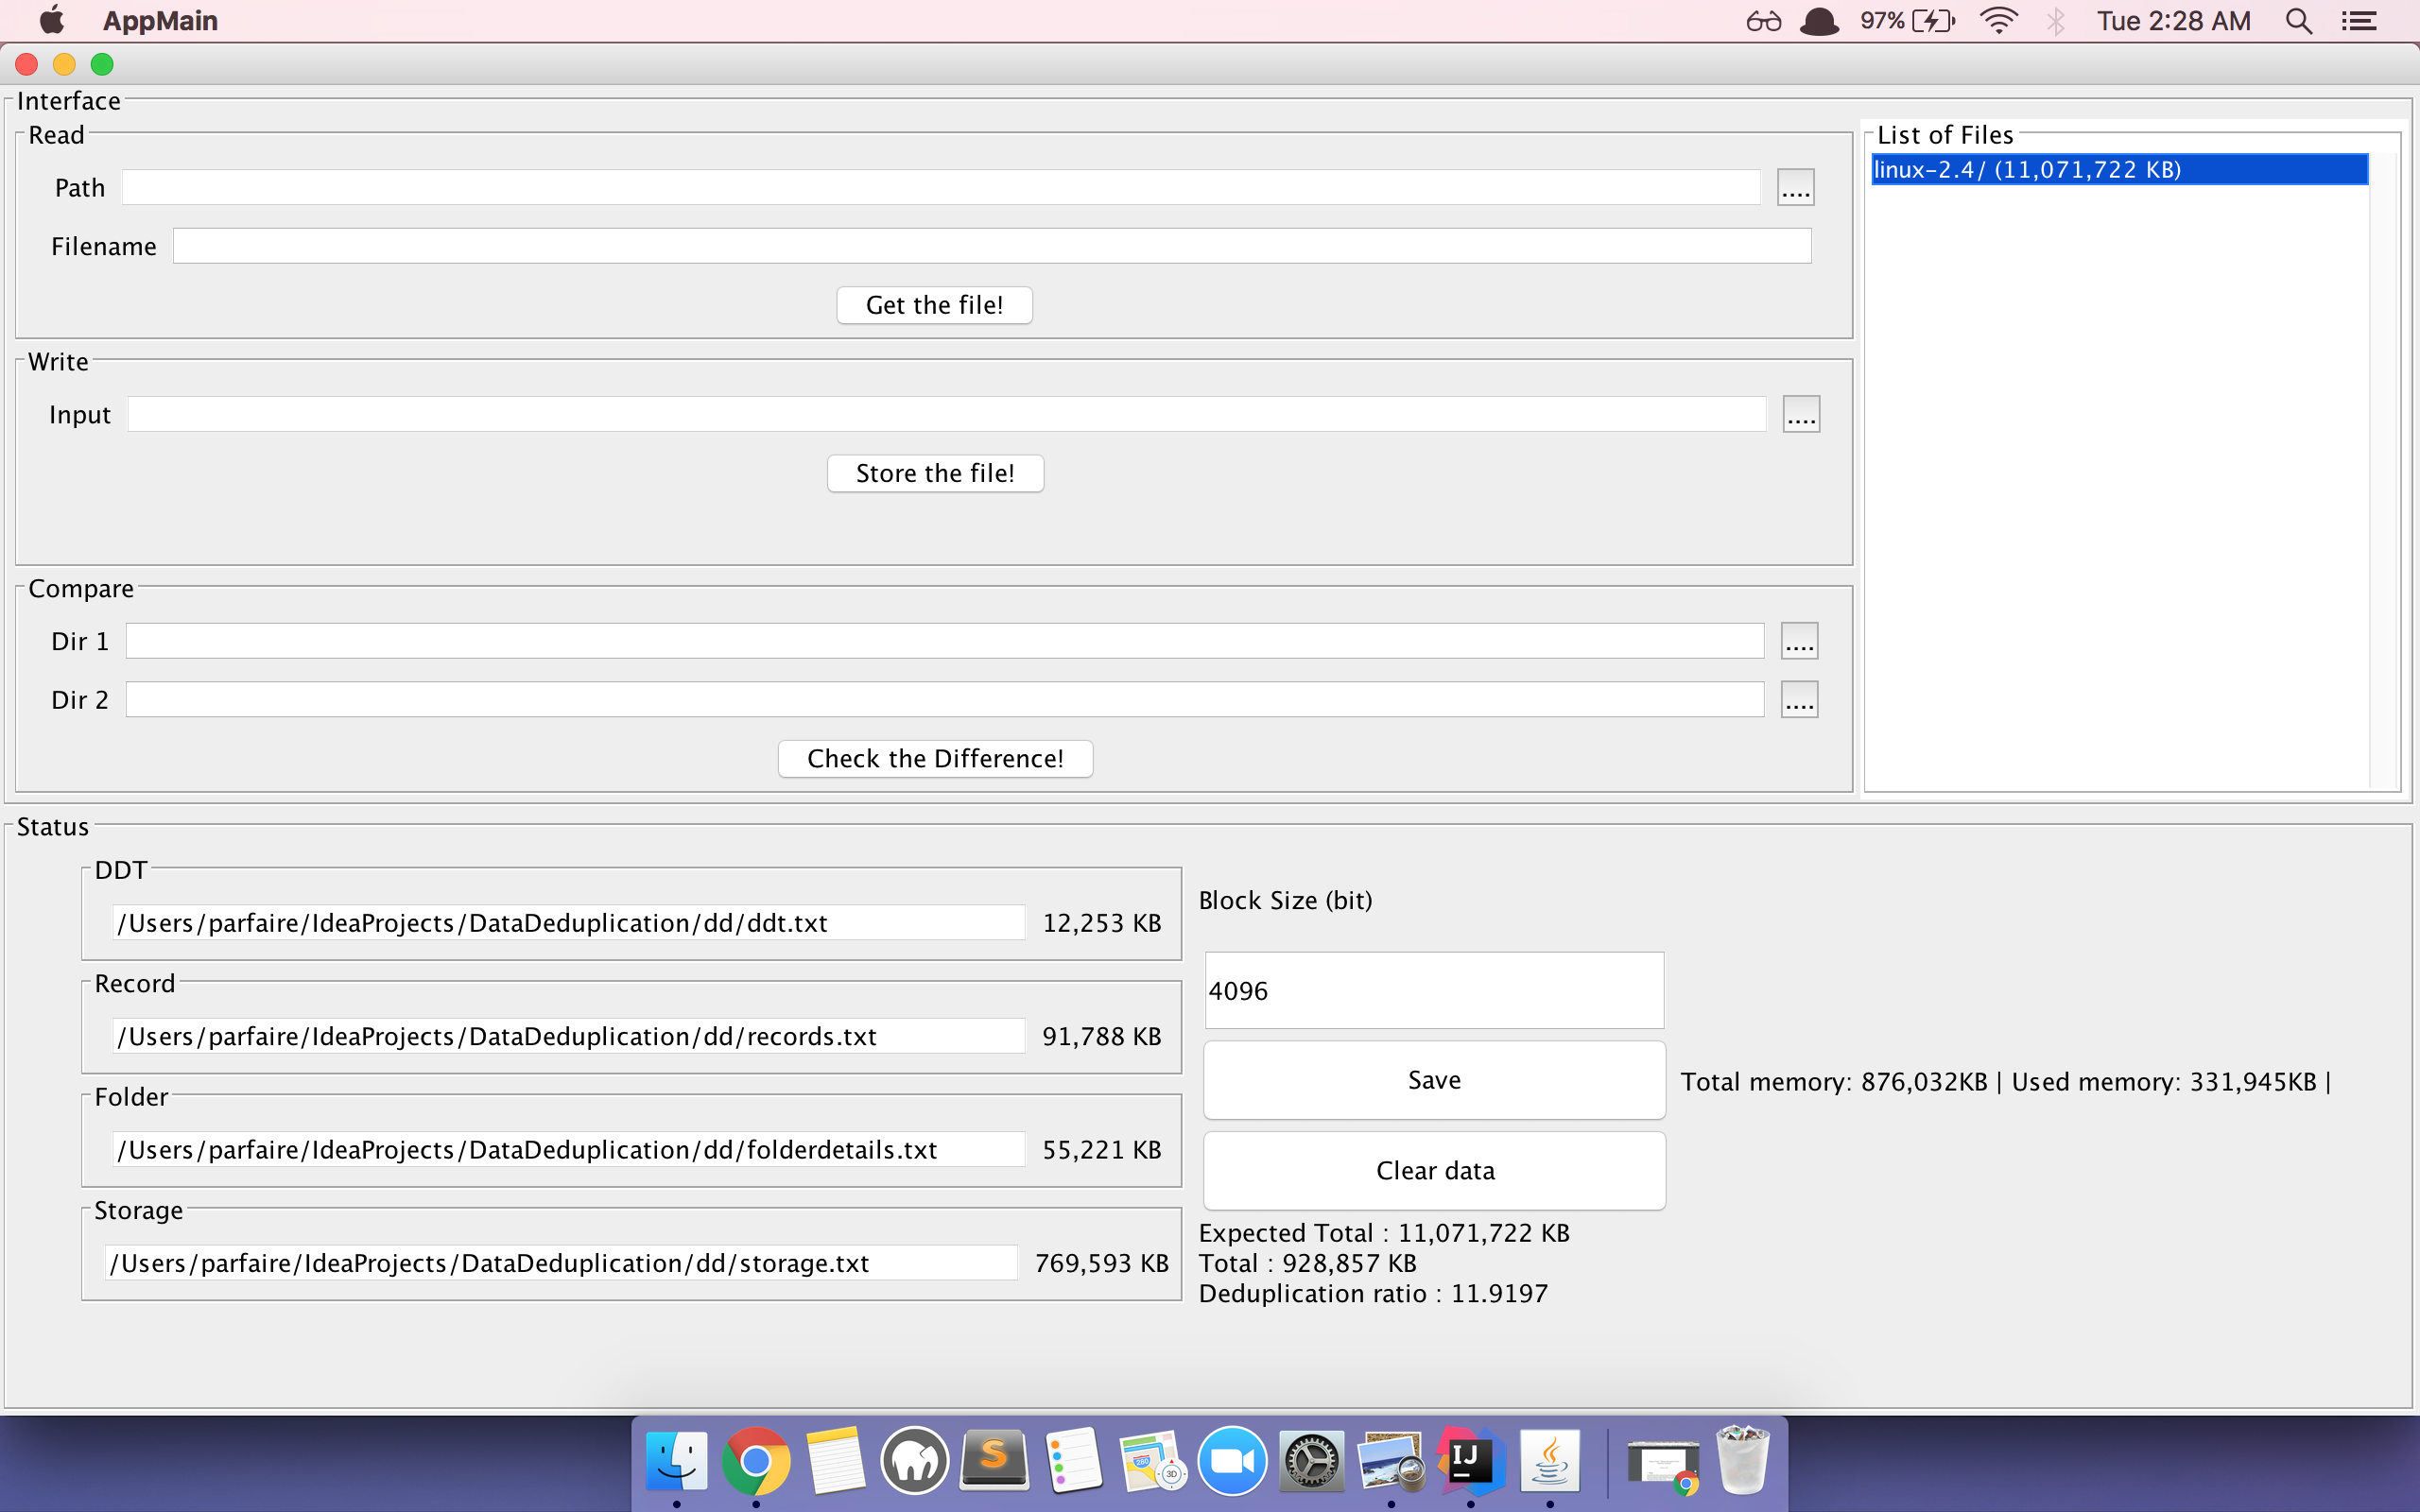 AppMain 97% Tue 2:28 AM
Interface
Read
Path ....
Filename
Get the file!
Write
Input ....
Store the file!
Compare
Dir 1 ....
Dir 2 ....
Check the Difference!
List of Files
linux-2.4/ (11,071,722 KB)
Status
DDT
/Users/parfaire/IdeaProjects/DataDeduplication/dd/ddt.txt 12,253 KB
Record
/Users/parfaire/IdeaProjects/DataDeduplication/dd/records.txt 91,788 KB
Folder
/Users/parfaire/IdeaProjects/DataDeduplication/dd/folderdetails.txt 55,221 KB
Storage
/Users/parfaire/IdeaProjects/DataDeduplication/dd/storage.txt 769,593 KB
Block Size (bit)
4096
Save
Clear data
Expected Total : 11,071,722 KB
Total : 928,857 KB
Deduplication ratio : 11.9197
Total memory: 876,032KB | Used memory: 331,945KB |
S
280
3D
IJ